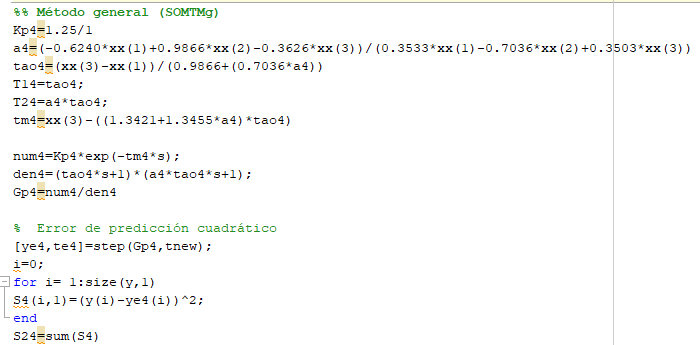 %% Método general (SOMTMg)
Kp4=1.25/1
a4=(-0.6240*xx(1)+0.9866*xx(2)-0.3626*xx(3))/(0.3533*xx(1)-0.7036*xx(2)+0.3503*xx(3))
tao4=(xx(3)-xx(1))/(0.9866+(0.7036*a4))
T14=tao4;
T24=a4*tao4;
tm4=xx(3)-((1.3421+1.3455*a4)*tao4)
num4=Kp4*exp(-tm4*s);
den4=(tao4*s+1)*(a4*tao4*s+1);
Gp4=num4/den4
% Error de predicción cuadrático
[ye4,te4]=step(Gp4,tnew);
i=0;
for i= 1:size(y,1)
S4(i,1)=(y(i)-ye4(i))^2;
end
S24=sum(S4)